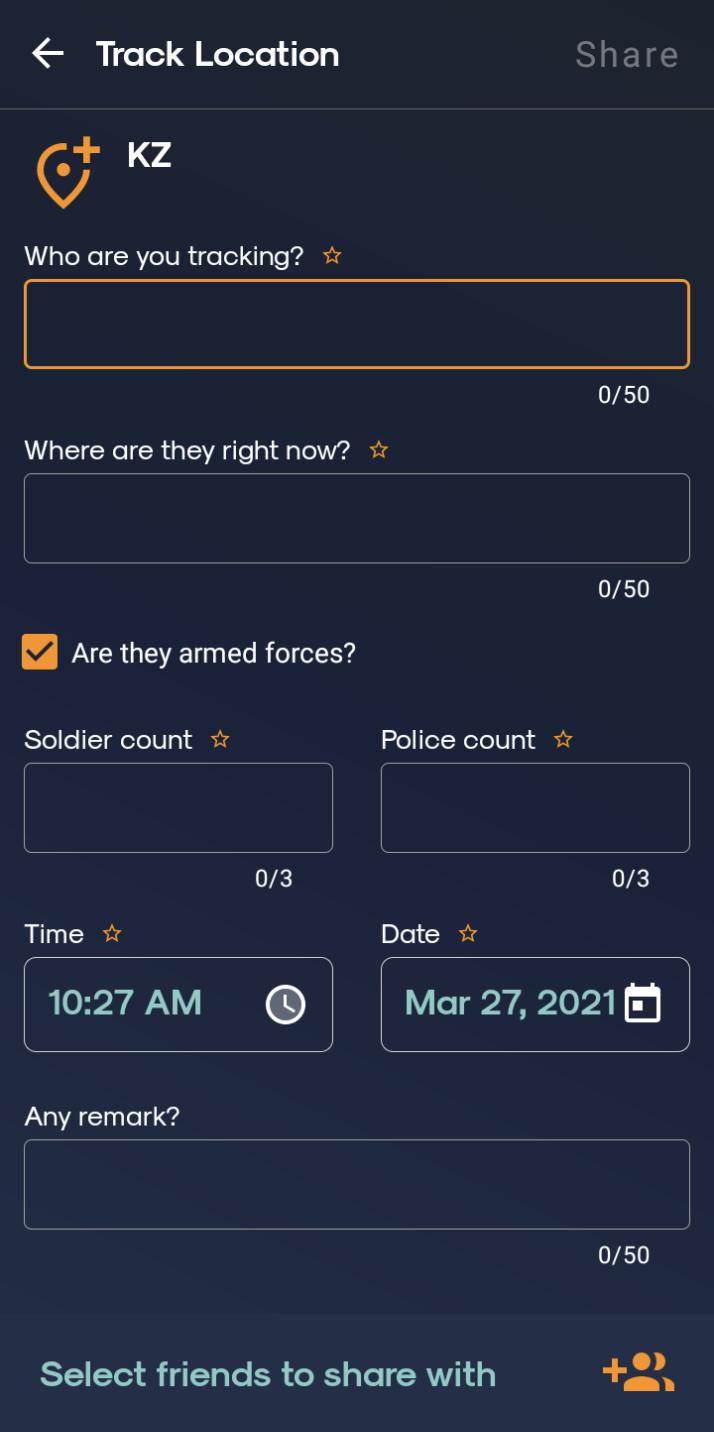 Track Location
Share
KZ
Who are you tracking?
0/50
Where are they right now?
0/50
Are they armed forces?
Soldier count
Police count
0/3
0/3
Time
Date
10:27 AM
Mar 27, 2021
Any remark?
0/50
Select friends to share with